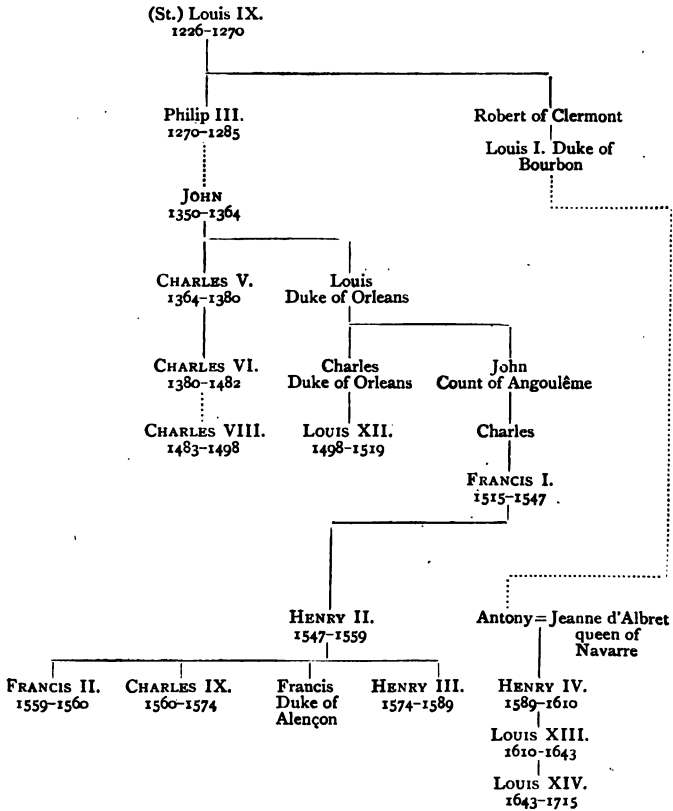 (St.) Louis IX.
1226–1270
Philip III.
1270–1285
Robert of Clermont
Louis I. Duke of
Bourbon
JOHN
1350–1364
CHARLES V.
1364–1380
Louis
Duke of Orleans
CHARLES VI.
1380–1482
Charles
Duke of Orleans
John
Count of Angoulême
CHARLES VIII.
1483–1498
LOUIS XII.
1498–1519
Charles
FRANCIS I.
1515–1547
HENRY II.
1547–1559
Antony = Jeanne d'Albret
queen of
Navarre
FRANCIS II.
1559–1560
CHARLES IX.
1560–1574
Francis
Duke of
Alençon
HENRY III.
1574–1589
HENRY IV.
1589–1610
LOUIS XIII.
1610–1643
LOUIS XIV.
1643–1715